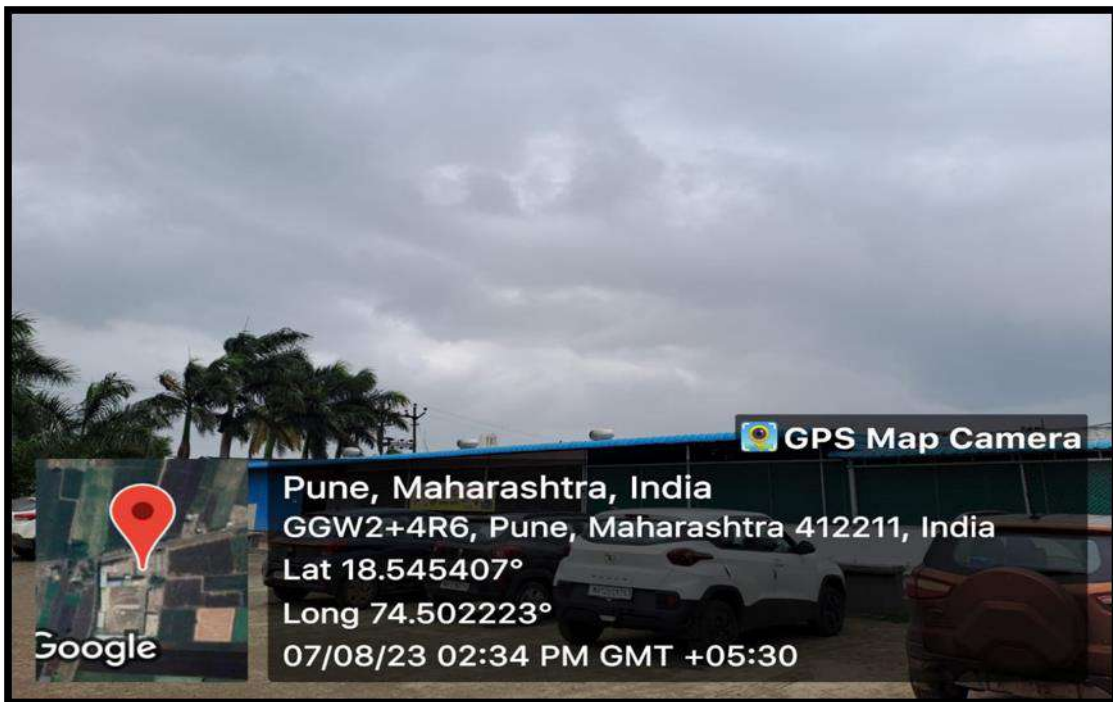 GPS Map Camera
Pune, Maharashtra, India
GGW2+4R6, Pune, Maharashtra 412211, India
Lat 18.545407°
Long 74.502223°
07/08/23 02:34 PM GMT +05:30
Google